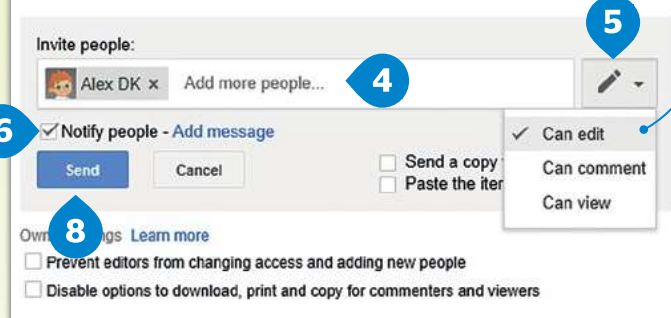 5
Invite people:
Alex DK × Add more people... 4
6 Notify people - Add message
Can edit
Send Cancel Send a copy Can comment
Paste the Can view
8 Learn more
Prevent editors from changing access and adding new people
Disable options to download, print and copy for commenters and viewers